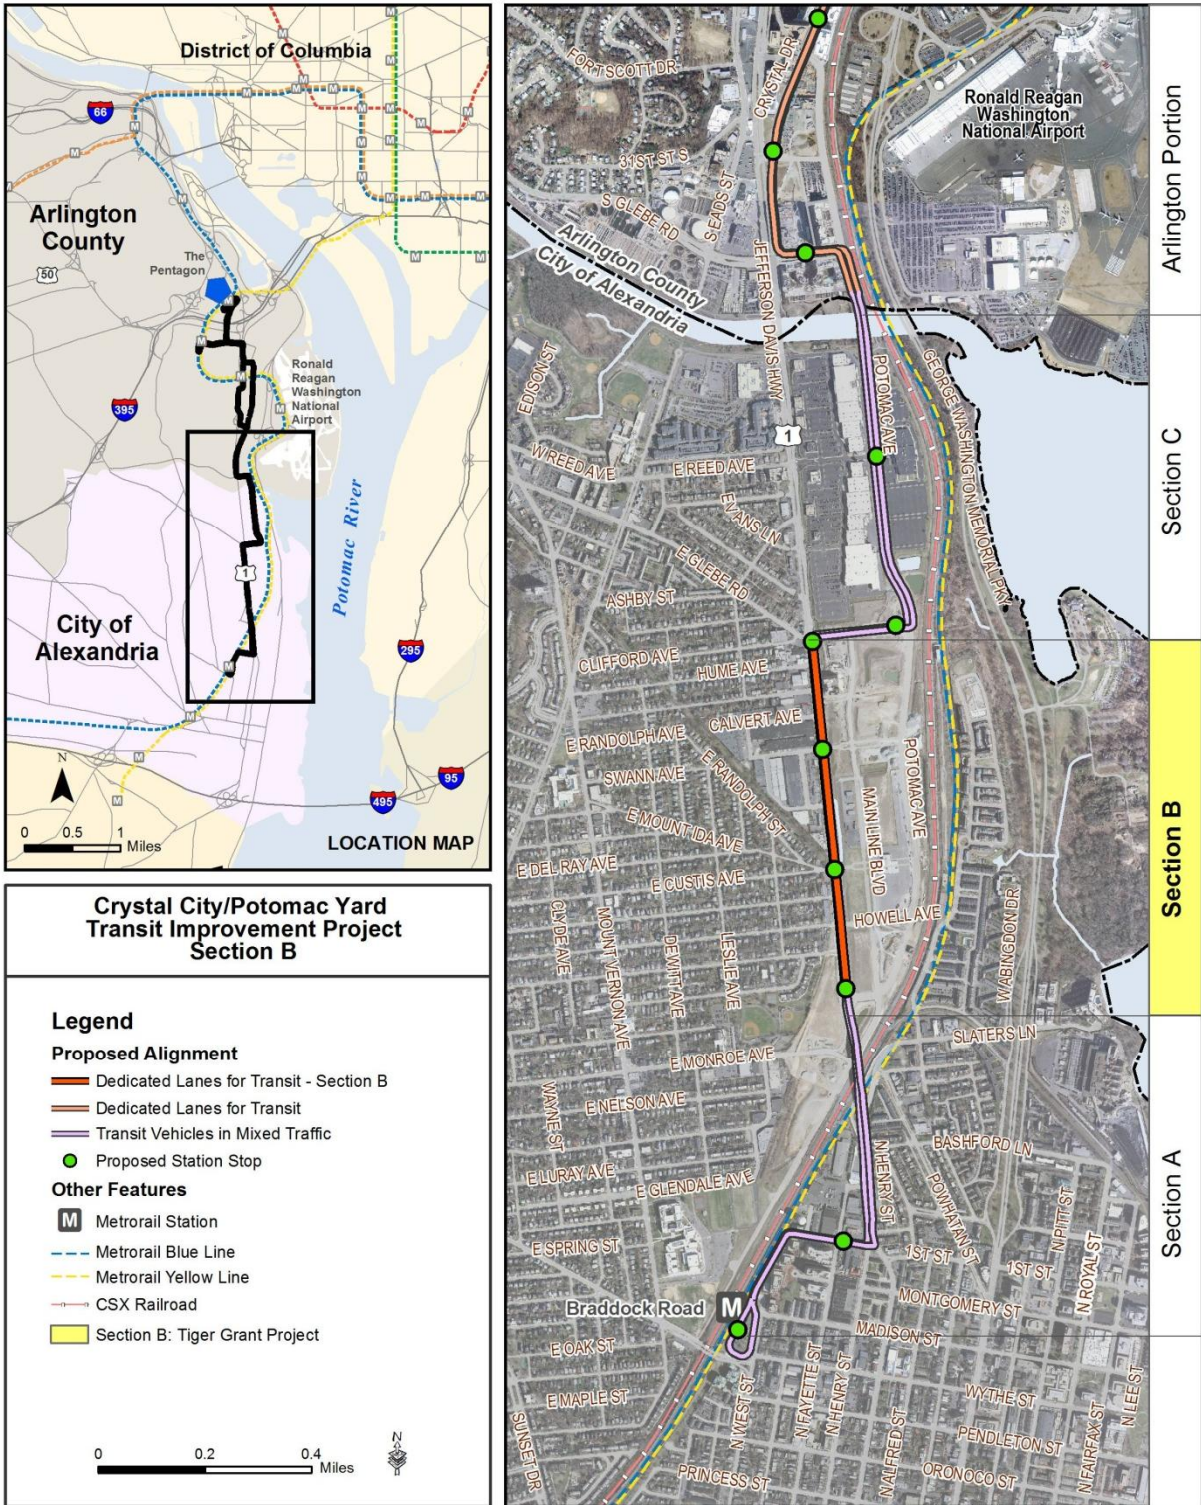 District of Columbia
66
Arlington
County
50
The
Pentagon
Ronald
Reagan
Washington
National
Airport
395
Potomac River
1
City of
Alexandria
295
N
95
495
0 0.5 1
Miles
LOCATION MAP
M
Crystal City/Potomac Yard
Transit Improvement Project
Section B
Legend
Proposed Alignment
Dedicated Lanes for Transit - Section B
Dedicated Lanes for Transit
Transit Vehicles in Mixed Traffic
Proposed Station Stop
Other Features
M Metrorail Station
Metrorail Blue Line
Metrorail Yellow Line
CSX Railroad
Section B: Tiger Grant Project
0 0.2 0.4
Miles
N
FORT SCOTT DR
CRYSTAL DR
Ronald Reagan
Washington
National Airport
31ST ST S
S GLEBE RD
S EADS ST
Arlington County
City of Alexandria
JEFFERSON DAVIS HWY
EDISON ST
POTOMAC AVE
GEORGE WASHINGTON MEMORIAL PKY
1
W REED AVE
E REED AVE
EVANS LN
E GLEBE RD
ASHBY ST
CLIFFORD AVE
HUME AVE
CALVERT AVE
E RANDOLPH AVE
SWANN AVE
E RANDOLPH ST
POTOMAC AVE
MAIN LINE BLVD
E MOUNT IDA AVE
E DEL RAY AVE
E CUSTIS AVE
HOWELL AVE
CLYDE AVE
MOUNT VERNON AVE
DEWITT AVE
LESLIE AVE
W ABINGDON DR
SLATERS LN
E MONROE AVE
WAYNE ST
E NELSON AVE
BASHFORD LN
E LURAY AVE
E GLENDALE AVE
N HENRY ST
POWHATAN ST
N PITT ST
E SPRING ST
1ST ST
1ST ST
N ROYAL ST
Braddock Road
M
MONTGOMERY ST
MADISON ST
E OAK ST
E MAPLE ST
N WEST ST
N FAYETTE ST
N HENRY ST
WYTHE ST
N LEE ST
SUNSET DR
N ALFRED ST
PENDLETON ST
N FAIRFAX ST
PRINCESS ST
ORONOCO ST
Arlington Portion
Section C
Section B
Section A